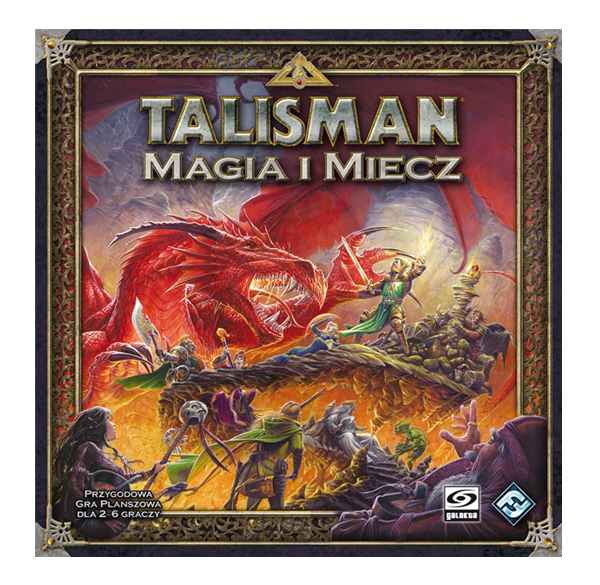 TALISMAN
MAGIA I MIECZ
PRZYGODOWA
GRA PLANSZOWA
DLA 2-6 GRACZY
galakta